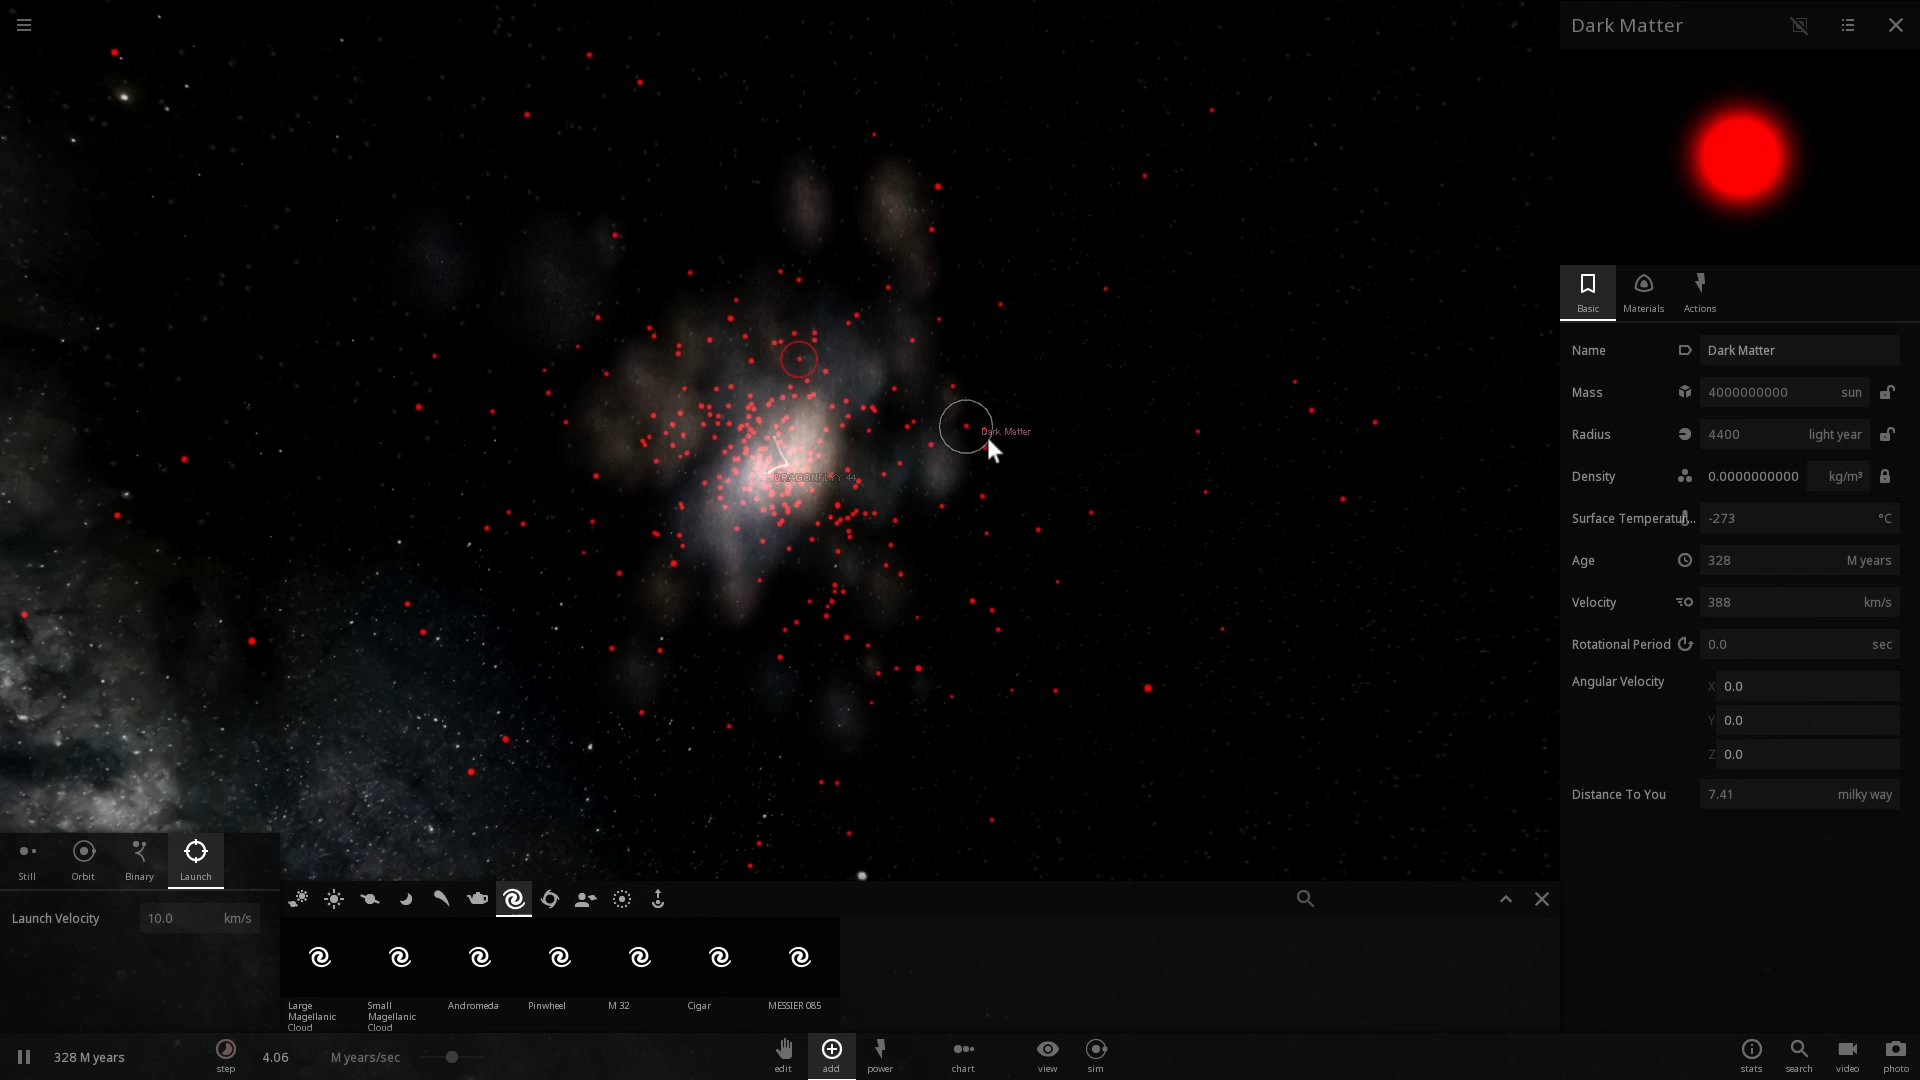 Dark Matter
Dark Matter
DRAGONFLYY 44
Basic
Materials
Actions
Name
Dark Matter
Mass
4000000000
sun
Radius
4400
light year
Density
0.0000000000
kg/m³
Surface Temperatur...
-273
°C
Age
328
M years
Velocity
388
km/s
Rotational Period
0.0
sec
Angular Velocity
X
0.0
Y
0.0
Z
0.0
Distance To You
7.41
milky way
Still
Orbit
Binary
Launch
Launch Velocity
10.0
km/s
Large
Magellanic
Cloud
Small
Magellanic
Cloud
Andromeda
Pinwheel
M 32
Cigar
MESSIER 085
328 M years
step
4.06
M years/sec
edit
add
power
chart
view
sim
stats
search
video
photo